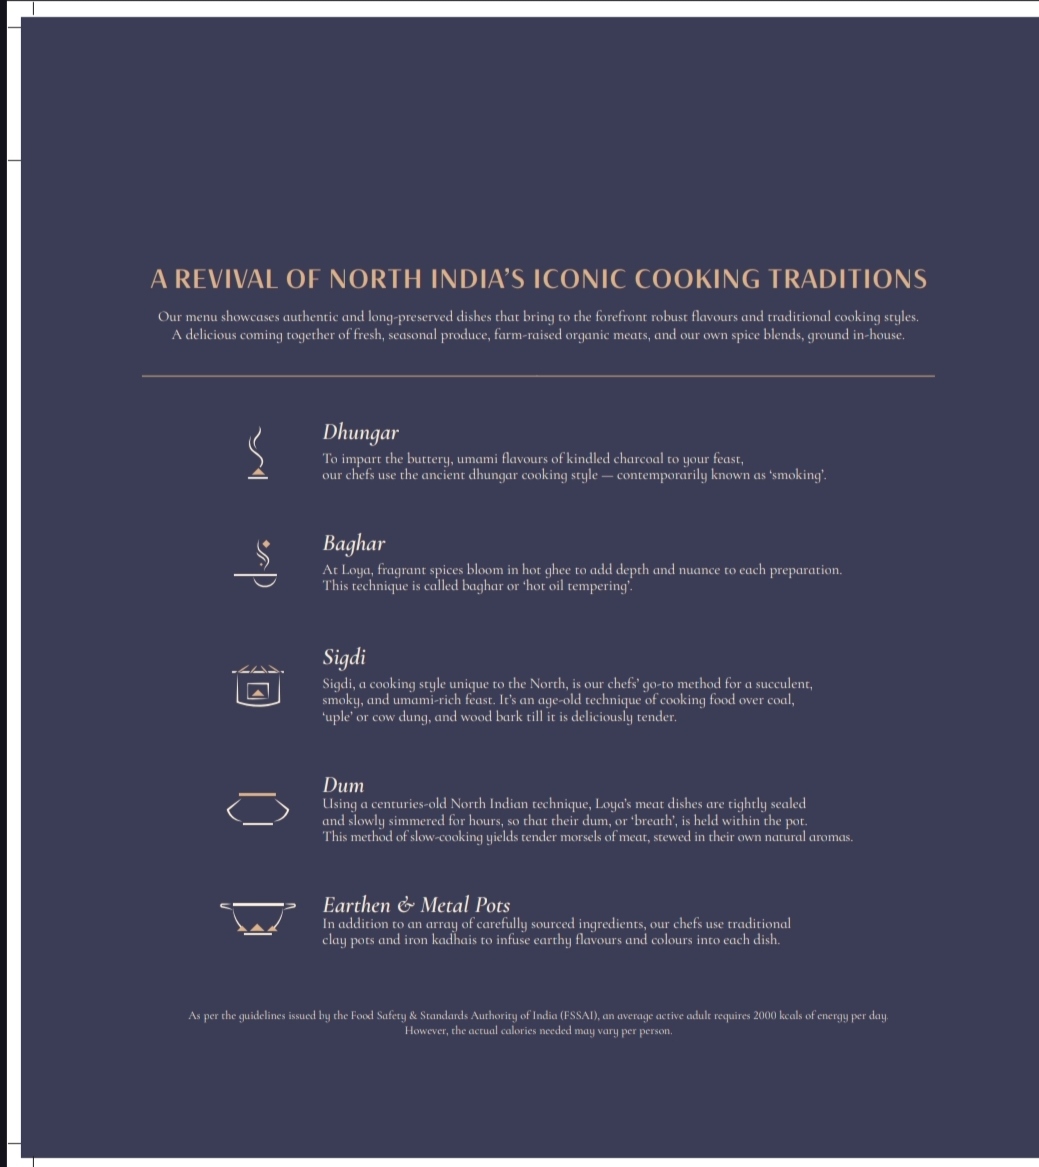 A REVIVAL OF NORTH INDIA’S ICONIC COOKING TRADITIONS
Our menu showcases authentic and long-preserved dishes that bring to the forefront robust flavours and traditional cooking styles.
A delicious coming together of fresh, seasonal produce, farm-raised organic meats, and our own spice blends, ground in-house.
Dhungar
To impart the buttery, umami flavours of kindled charcoal to your feast,
our chefs use the ancient dhungar cooking style — contemporarily known as ‘smoking’.
Baghar
At Loya, fragrant spices bloom in hot ghee to add depth and nuance to each preparation.
This technique is called baghar or ‘hot oil tempering’.
Sigdi
Sigdi, a cooking style unique to the North, is our chefs’ go-to method for a succulent,
smoky, and umami-rich feast. It’s an age-old technique of cooking food over coal,
‘uple’ or cow dung, and wood bark till it is deliciously tender.
Dum
Using a centuries-old North Indian technique, Loya’s meat dishes are tightly sealed
and slowly simmered for hours, so that their dum, or ‘breath’, is held within the pot.
This method of slow-cooking yields tender morsels of meat, stewed in their own natural aromas.
Earthen & Metal Pots
In addition to an array of carefully sourced ingredients, our chefs use traditional
clay pots and iron kadhais to infuse earthy flavours and colours into each dish.
As per the guidelines issued by the Food Safety & Standards Authority of India (FSSAI), an average active adult requires 2000 kcals of energy per day.
However, the actual calories needed may vary per person.